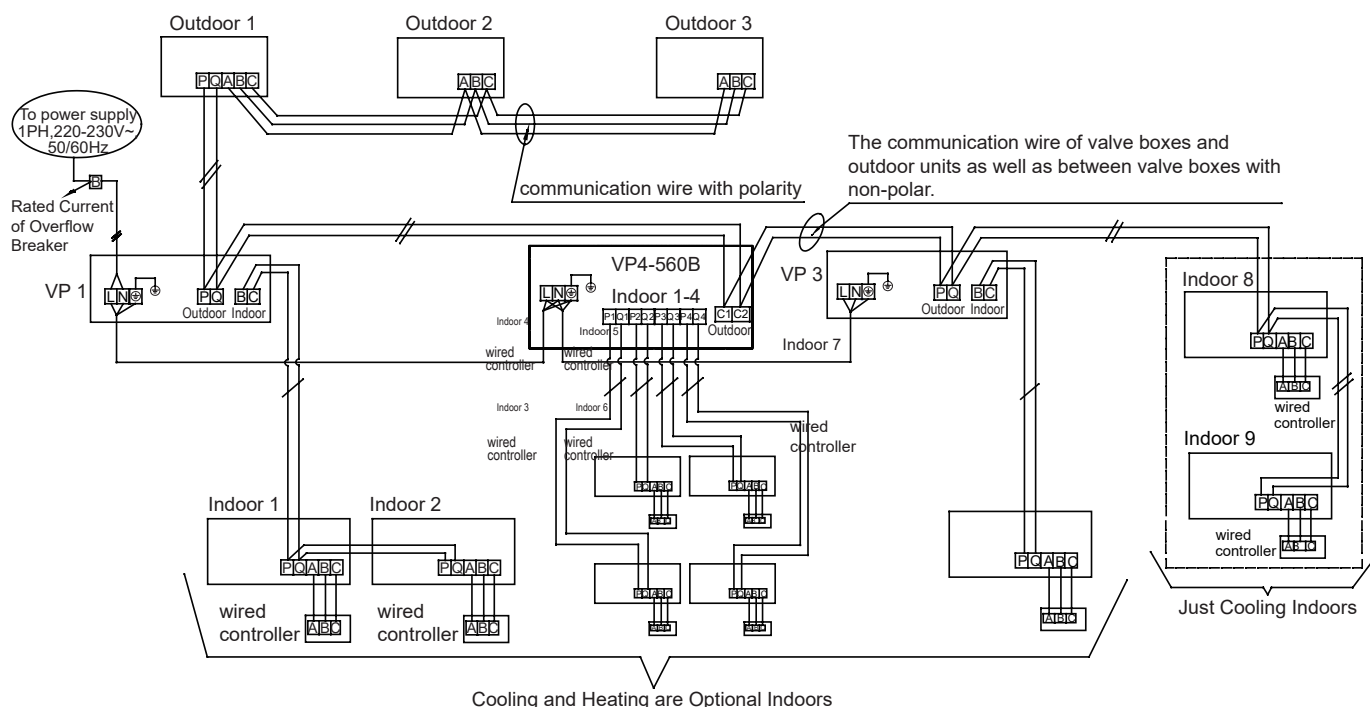 Outdoor 1
Outdoor 2
Outdoor 3
P Q A B C
A B C
A B C
To power supply
1PH,220-230V~
50/60Hz
B
Rated Current
of Overflow
Breaker
communication wire with polarity
The communication wire of valve boxes and
outdoor units as well as between valve boxes with
non-polar.
VP 1
L N
P Q
B C
Outdoor
Indoor
VP4-560B
L N
Indoor 1-4
P1 Q1 P2 Q2 P3 Q3 P4 Q4
C1 C2
Outdoor
Indoor 4
Indoor 5
wired
controller
wired
controller
VP 3
L N
P Q
B C
Outdoor
Indoor
Indoor 7
Indoor 3
Indoor 6
wired
controller
wired
controller
wired
controller
Indoor 8
P Q A B C
A B C
wired
controller
Indoor 9
P Q A B C
A B C
wired
controller
Just Cooling Indoors
Indoor 1
P Q A B C
A B C
wired
controller
Indoor 2
P Q A B C
A B C
wired
controller
P Q A B C
A B C
P Q A B C
A B C
P Q A B C
A B C
P Q A B C
A B C
P Q A B C
A B C
Cooling and Heating are Optional Indoors